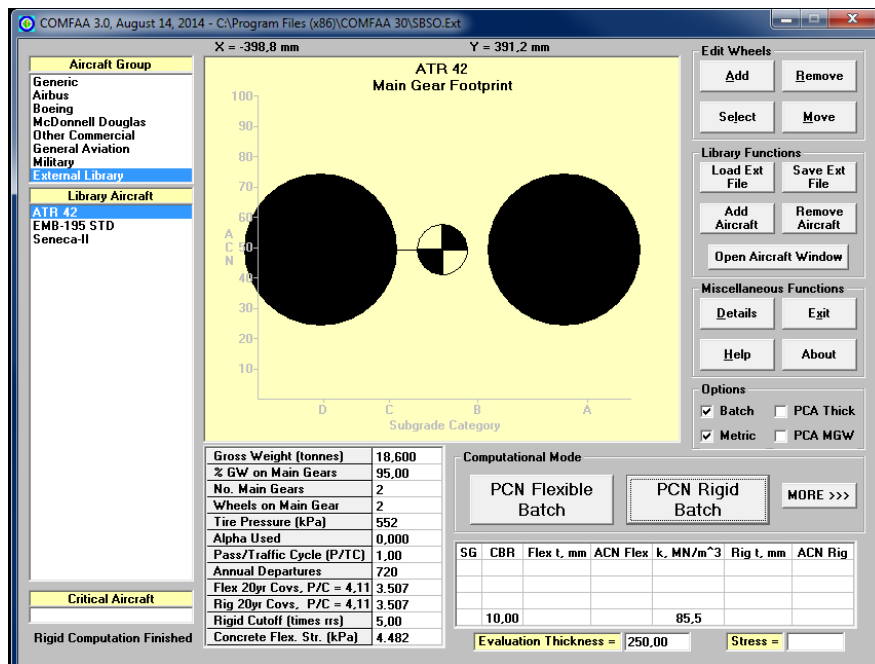 COMFAA 3.0, August 14, 2014 - C:\Program Files (x86)\COMFAA 30\SBSO.Ext
X = -398,8 mm Y = 391,2 mm
Aircraft Group
Generic
Airbus
Boeing
McDonnell Douglas
Other Commercial
General Aviation
Military
External Library
Library Aircraft
ATR 42
EMB-195 STD
Seneca-II
Critical Aircraft
Rigid Computation Finished
ATR 42
Main Gear Footprint
100
90
80
70
60
50
40
30
20
10
A
C
N
D C B A
Subgrade Category
Gross Weight (tonnes) 18,600
% GW on Main Gears 95,00
No. Main Gears 2
Wheels on Main Gear 2
Tire Pressure (kPa) 552
Alpha Used 0,000
Pass/Traffic Cycle (P/TC) 1,00
Annual Departures 720
Flex 20yr Covs, P/C = 4,11 3.507
Rig 20yr Covs, P/C = 4,11 3.507
Rigid Cutoff (times rrs) 5,00
Concrete Flex. Str. (kPa) 4.482
Edit Wheels
Add Remove
Select Move
Library Functions
Load Ext File Save Ext File
Add Aircraft Remove Aircraft
Open Aircraft Window
Miscellaneous Functions
Details Exit
Help About
Options
Batch PCA Thick
Metric PCA MGW
Computational Mode
PCN Flexible Batch PCN Rigid Batch MORE >>>
SG CBR Flex t, mm ACN Flex k, MN/m^3 Rig t, mm ACN Rig
10,00 85,5
Evaluation Thickness = 250,00 Stress =